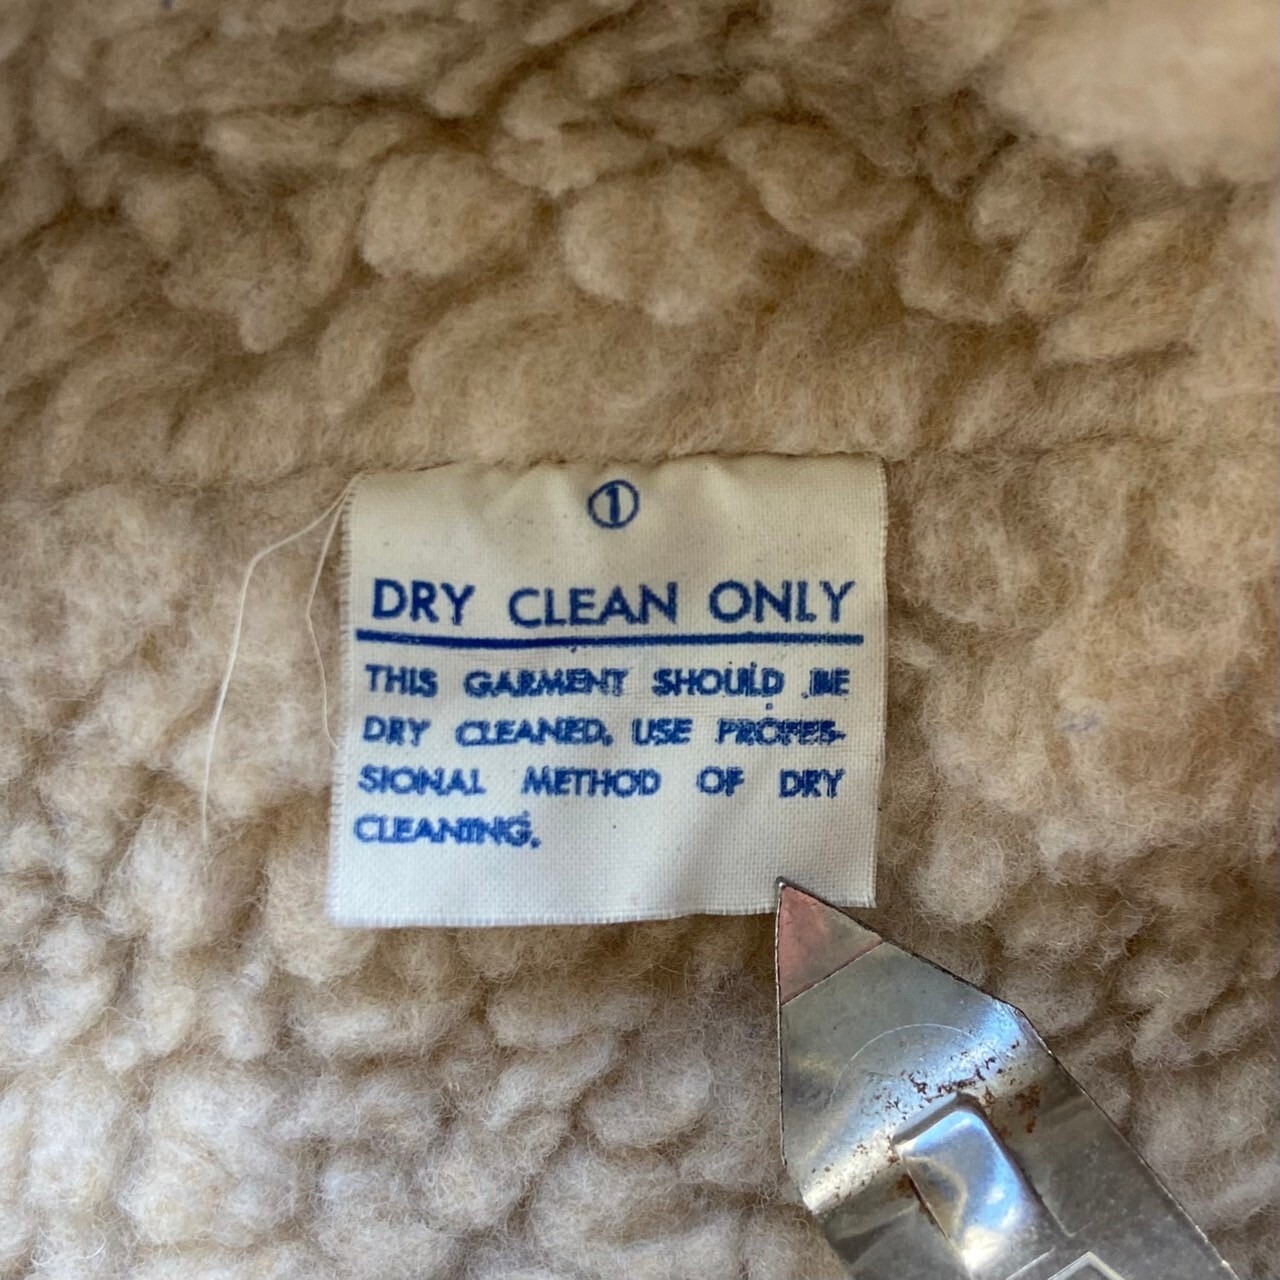 ①
DRY CLEAN ONLY
THIS GARMENT SHOULD BE
DRY CLEANED. USE PROFES-
SIONAL METHOD OF DRY
CLEANING.